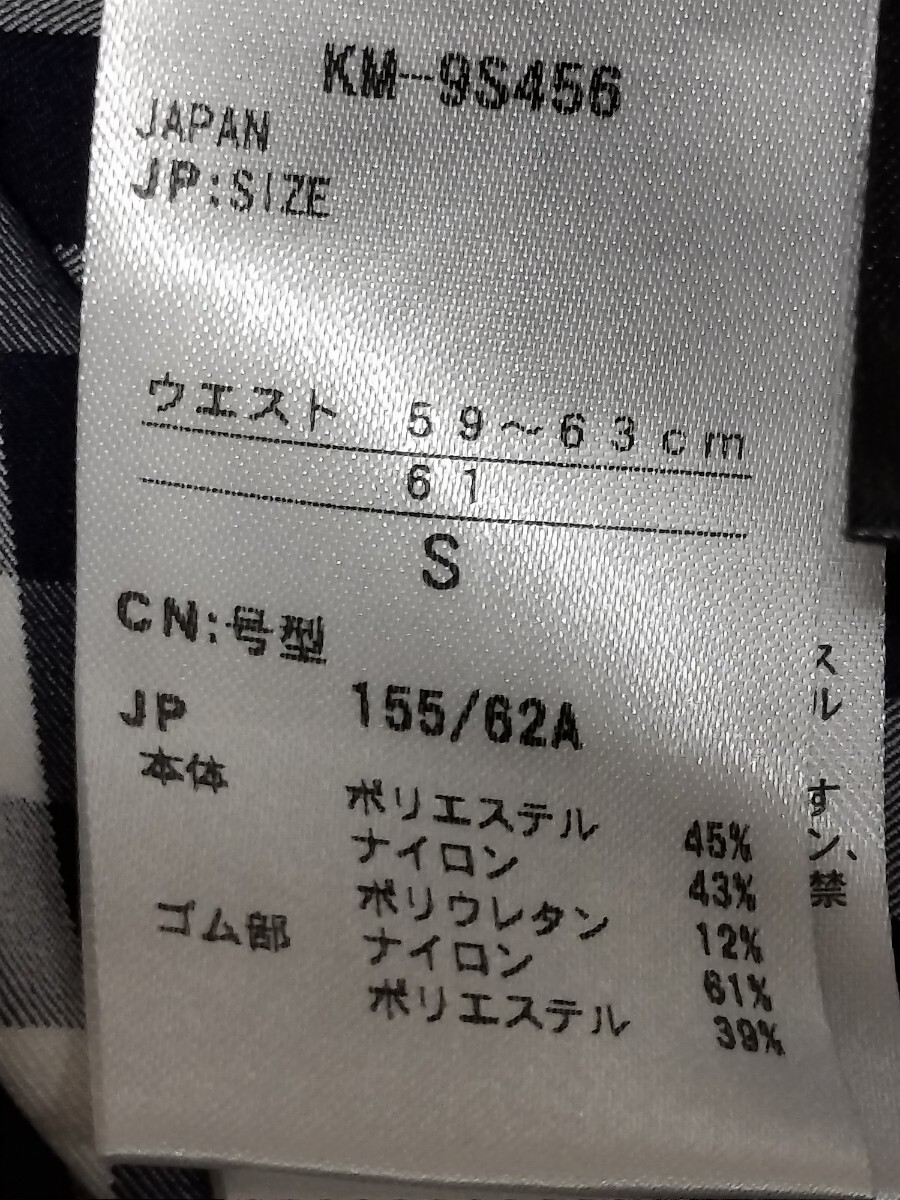 KM-9S456
JAPAN
JP:SIZE
ウエスト 59～63cm
61
S
CN:号型
155/62A
JP
本体 ポリエステル 45%
ナイロン 43%
ポリウレタン 12%
ゴム部 ナイロン 61%
ポリエステル 39%
スル
すン、
禁